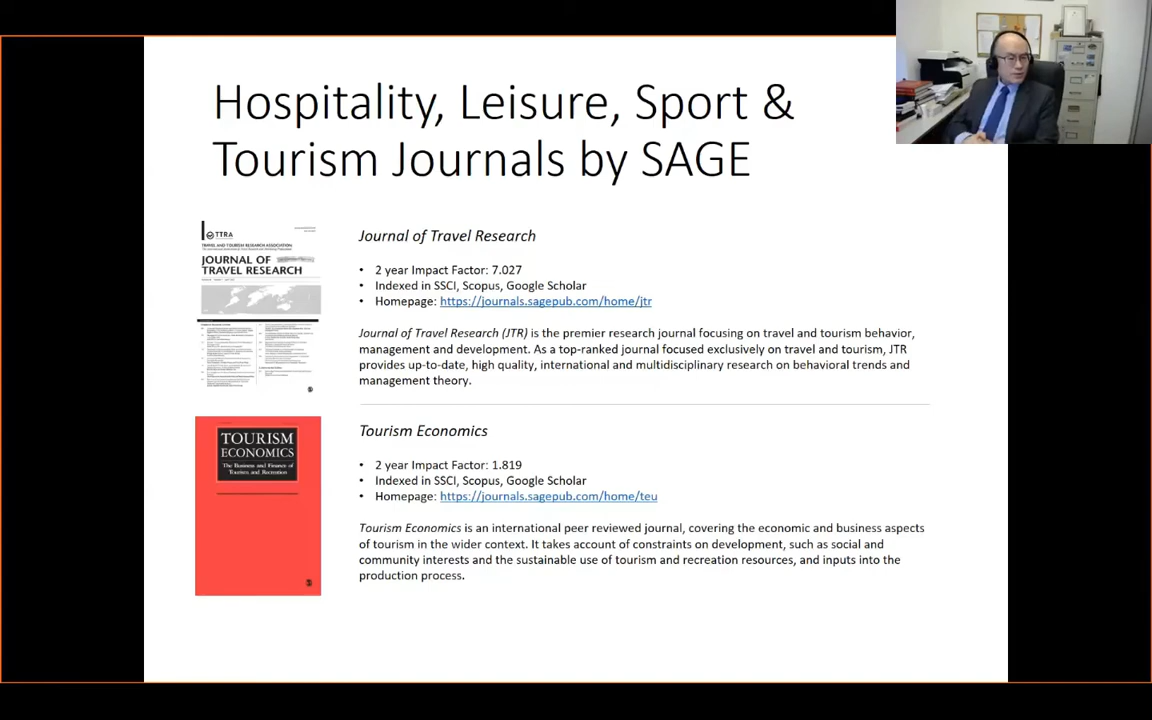 Hospitality, Leisure, Sport &
Tourism Journals by SAGE
TTRA
TRAVEL AND TOURISM RESEARCH ASSOCIATION
JOURNAL OF
TRAVEL RESEARCH
Journal of Travel Research
• 2 year Impact Factor: 7.027
• Indexed in SSCI, Scopus, Google Scholar
• Homepage: https://journals.sagepub.com/home/jtr
Journal of Travel Research (JTR) is the premier research journal focusing on travel and tourism behavior,
management and development. As a top-ranked journal focused exclusively on travel and tourism, JTR
provides up-to-date, high quality, international and multidisciplinary research on behavioral trends and
management theory.
TOURISM
ECONOMICS
The Business and Finance of
Tourism and Recreation
Tourism Economics
• 2 year Impact Factor: 1.819
• Indexed in SSCI, Scopus, Google Scholar
• Homepage: https://journals.sagepub.com/home/teu
Tourism Economics is an international peer reviewed journal, covering the economic and business aspects
of tourism in the wider context. It takes account of constraints on development, such as social and
community interests and the sustainable use of tourism and recreation resources, and inputs into the
production process.